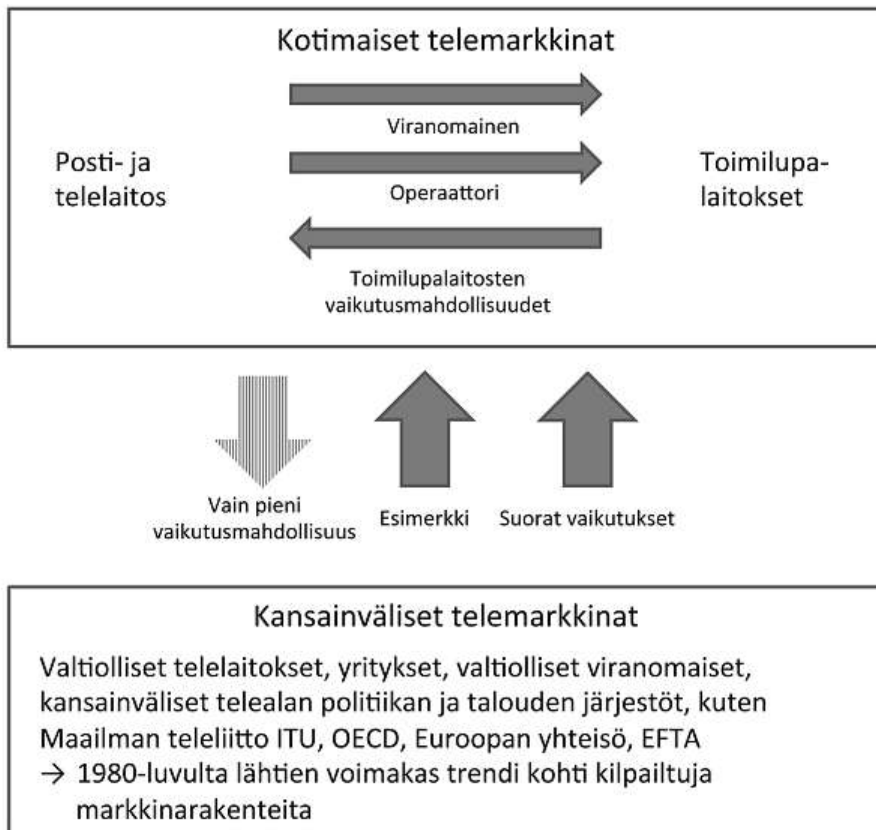 Kotimaiset telemarkkinat
Viranomainen
Posti- ja
telelaitos
Operaattori
Toimilupa-
laitokset
Toimilupalaitosten
vaikutusmahdollisuudet
Vain pieni
vaikutusmahdollisuus
Esimerkki
Suorat vaikutukset
Kansainväliset telemarkkinat
Valtiolliset telelaitokset, yritykset, valtiolliset viranomaiset,
kansainväliset telealan politiikan ja talouden järjestöt, kuten
Maailman teleliitto ITU, OECD, Euroopan yhteisö, EFTA
→ 1980-luvulta lähtien voimakas trendi kohti kilpailtuja
markkinarakenteita